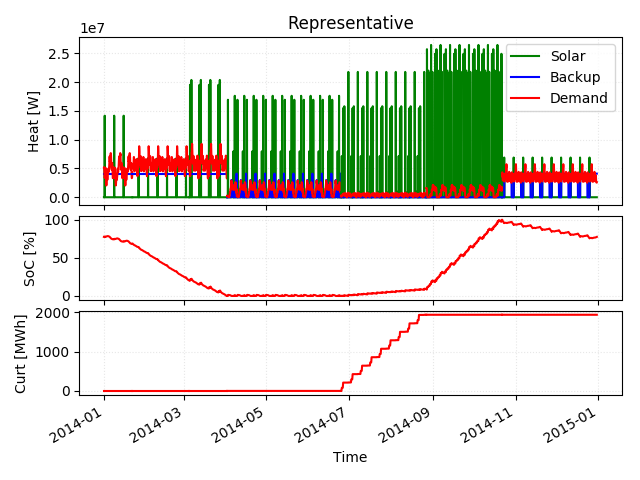 Representative
1e7
Heat [W]
2.5
2.0
1.5
1.0
0.5
0.0
Solar
Backup
Demand
SoC [%]
100
50
0
Curt [MWh]
2000
1000
0
2014-01 2014-03 2014-05 2014-07 2014-09 2014-11 2015-01
Time